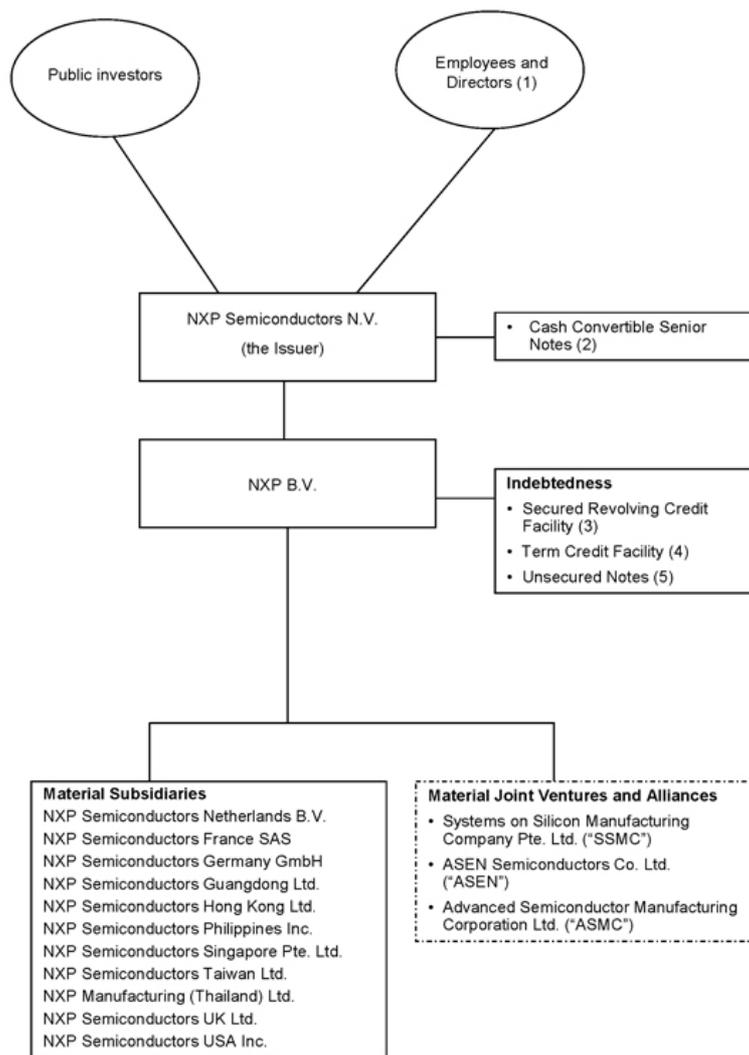 Public investors
Employees and
Directors (1)
NXP Semiconductors N.V.
(the Issuer)
• Cash Convertible Senior
Notes (2)
NXP B.V.
Indebtedness
• Secured Revolving Credit
Facility (3)
• Term Credit Facility (4)
• Unsecured Notes (5)
Material Subsidiaries
NXP Semiconductors Netherlands B.V.
NXP Semiconductors France SAS
NXP Semiconductors Germany GmbH
NXP Semiconductors Guangdong Ltd.
NXP Semiconductors Hong Kong Ltd.
NXP Semiconductors Philippines Inc.
NXP Semiconductors Singapore Pte. Ltd.
NXP Semiconductors Taiwan Ltd.
NXP Manufacturing (Thailand) Ltd.
NXP Semiconductors UK Ltd.
NXP Semiconductors USA Inc.
Material Joint Ventures and Alliances
• Systems on Silicon Manufacturing
Company Pte. Ltd. (“SSMC”)
• ASEN Semiconductors Co. Ltd.
(“ASEN”)
• Advanced Semiconductor Manufacturing
Corporation Ltd. (“ASMC”)